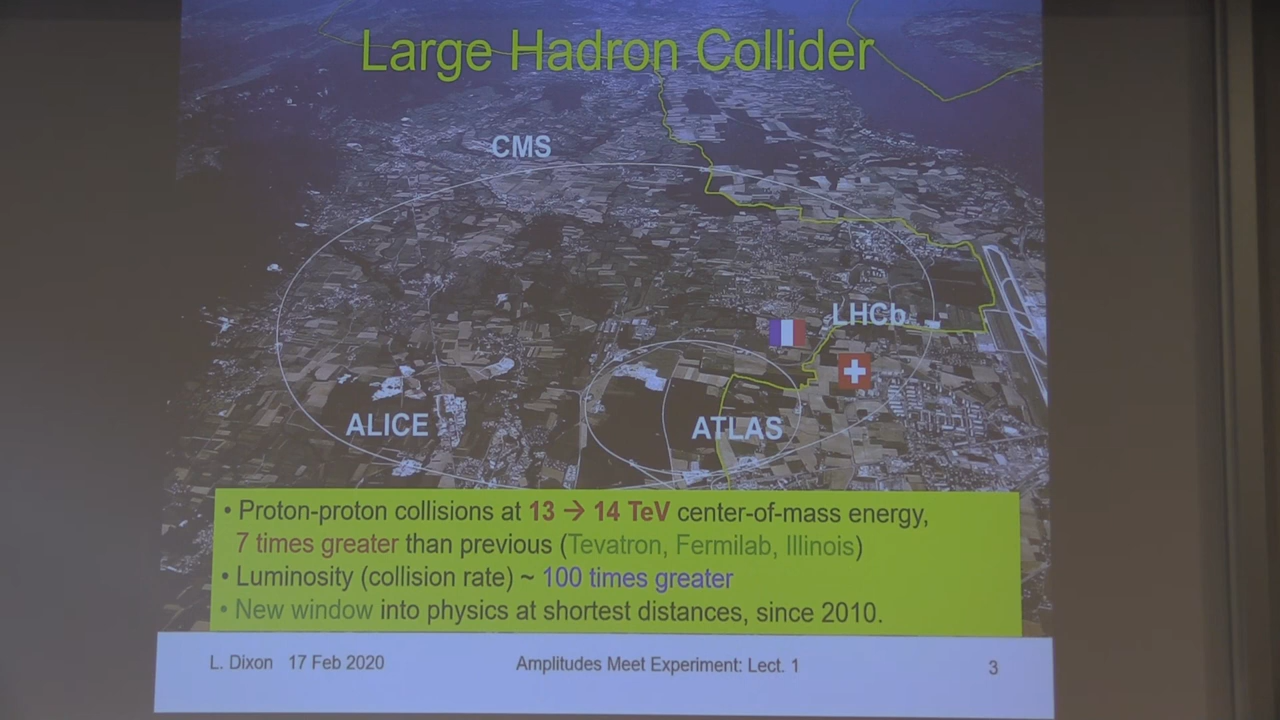 Large Hadron Collider
CMS
LHCb
ALICE
ATLAS
• Proton-proton collisions at 13 → 14 TeV center-of-mass energy,
7 times greater than previous (Tevatron, Fermilab, Illinois)
• Luminosity (collision rate) ~ 100 times greater
• New window into physics at shortest distances, since 2010.
L. Dixon 17 Feb 2020
Amplitudes Meet Experiment: Lect. 1
3